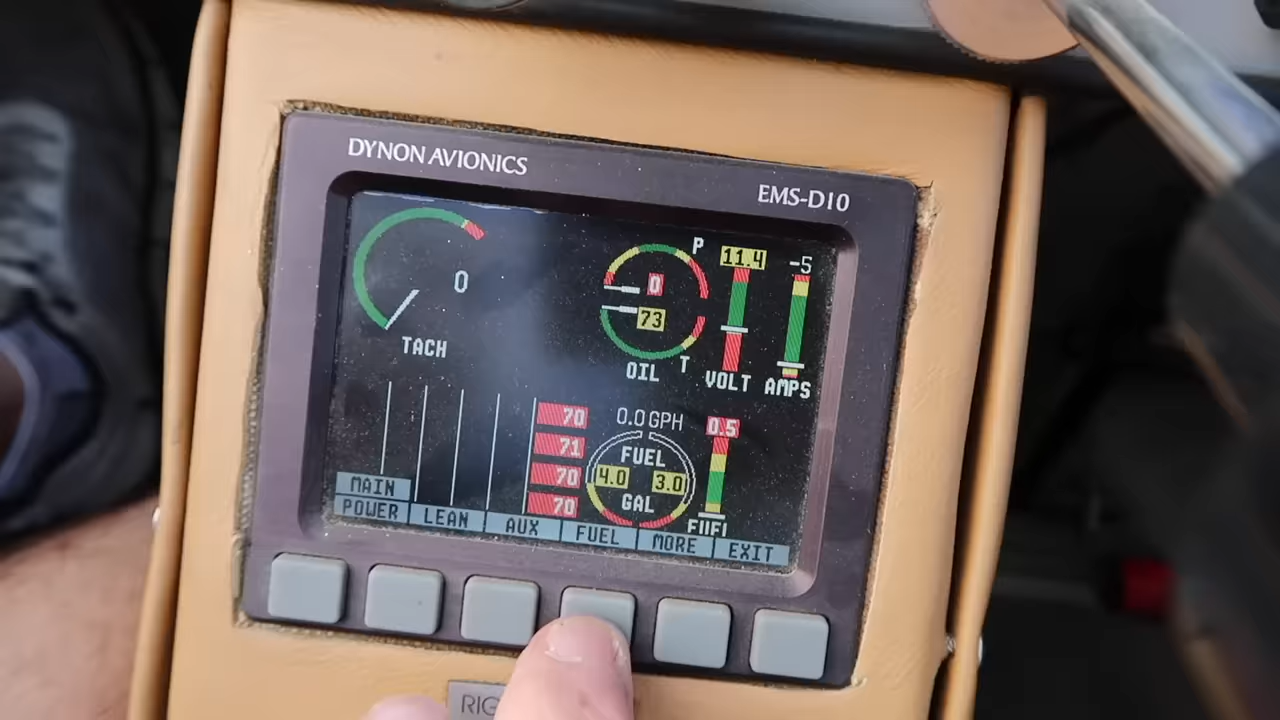 DYNON AVIONICS
EMS-D10
0
TACH
P
0
73
OIL T
11.4
VOLT
-5
AMPS
70
71
70
70
0.0 GPH
FUEL
4.0 3.0
GAL
0.5
MAIN
POWER LEAN AUX FUEL MORE EXIT